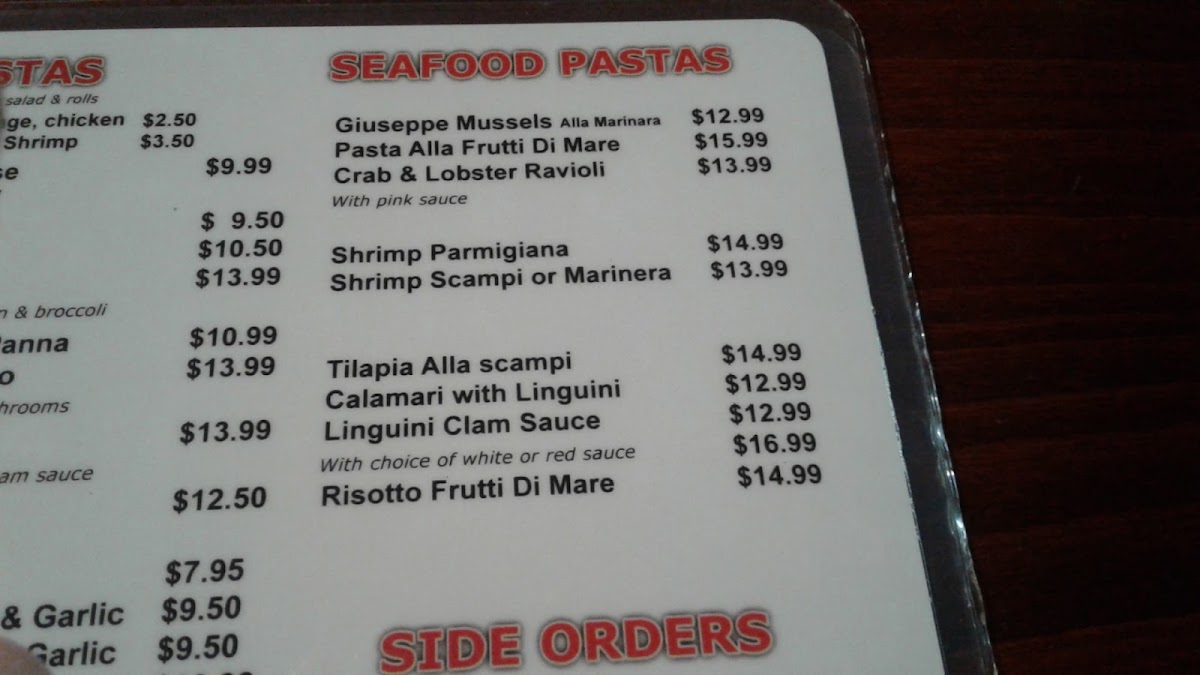 STAS
salad & rolls
ge, chicken $2.50
Shrimp $3.50
se $9.99
$ 9.50
$10.50
$13.99
n & broccoli
anna $10.99
o $13.99
hrooms
$13.99
am sauce
$12.50
$7.95
& Garlic $9.50
Garlic $9.50
SEAFOOD PASTAS
Giuseppe Mussels Alla Marinara $12.99
Pasta Alla Frutti Di Mare $15.99
Crab & Lobster Ravioli $13.99
With pink sauce
Shrimp Parmigiana $14.99
Shrimp Scampi or Marinera $13.99
Tilapia Alla scampi $14.99
Calamari with Linguini $12.99
Linguini Clam Sauce $12.99
With choice of white or red sauce $16.99
Risotto Frutti Di Mare $14.99
SIDE ORDERS